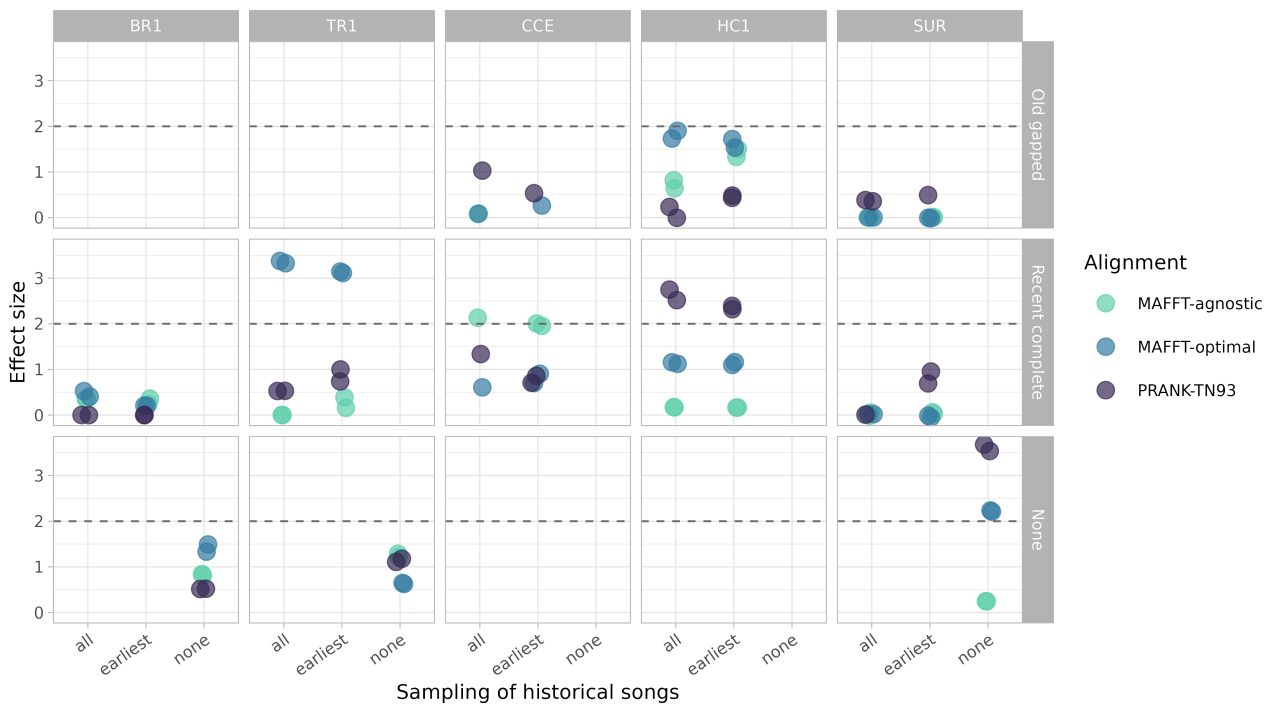 BR1 TR1 CCE HC1 SUR
3
2
1
0
Old gapped
3
2
1
0
Recent complete
3
2
1
0
None
Effect size
all earliest none all earliest none all earliest none all earliest none all earliest none
Sampling of historical songs
Alignment
MAFFT-agnostic
MAFFT-optimal
PRANK-TN93